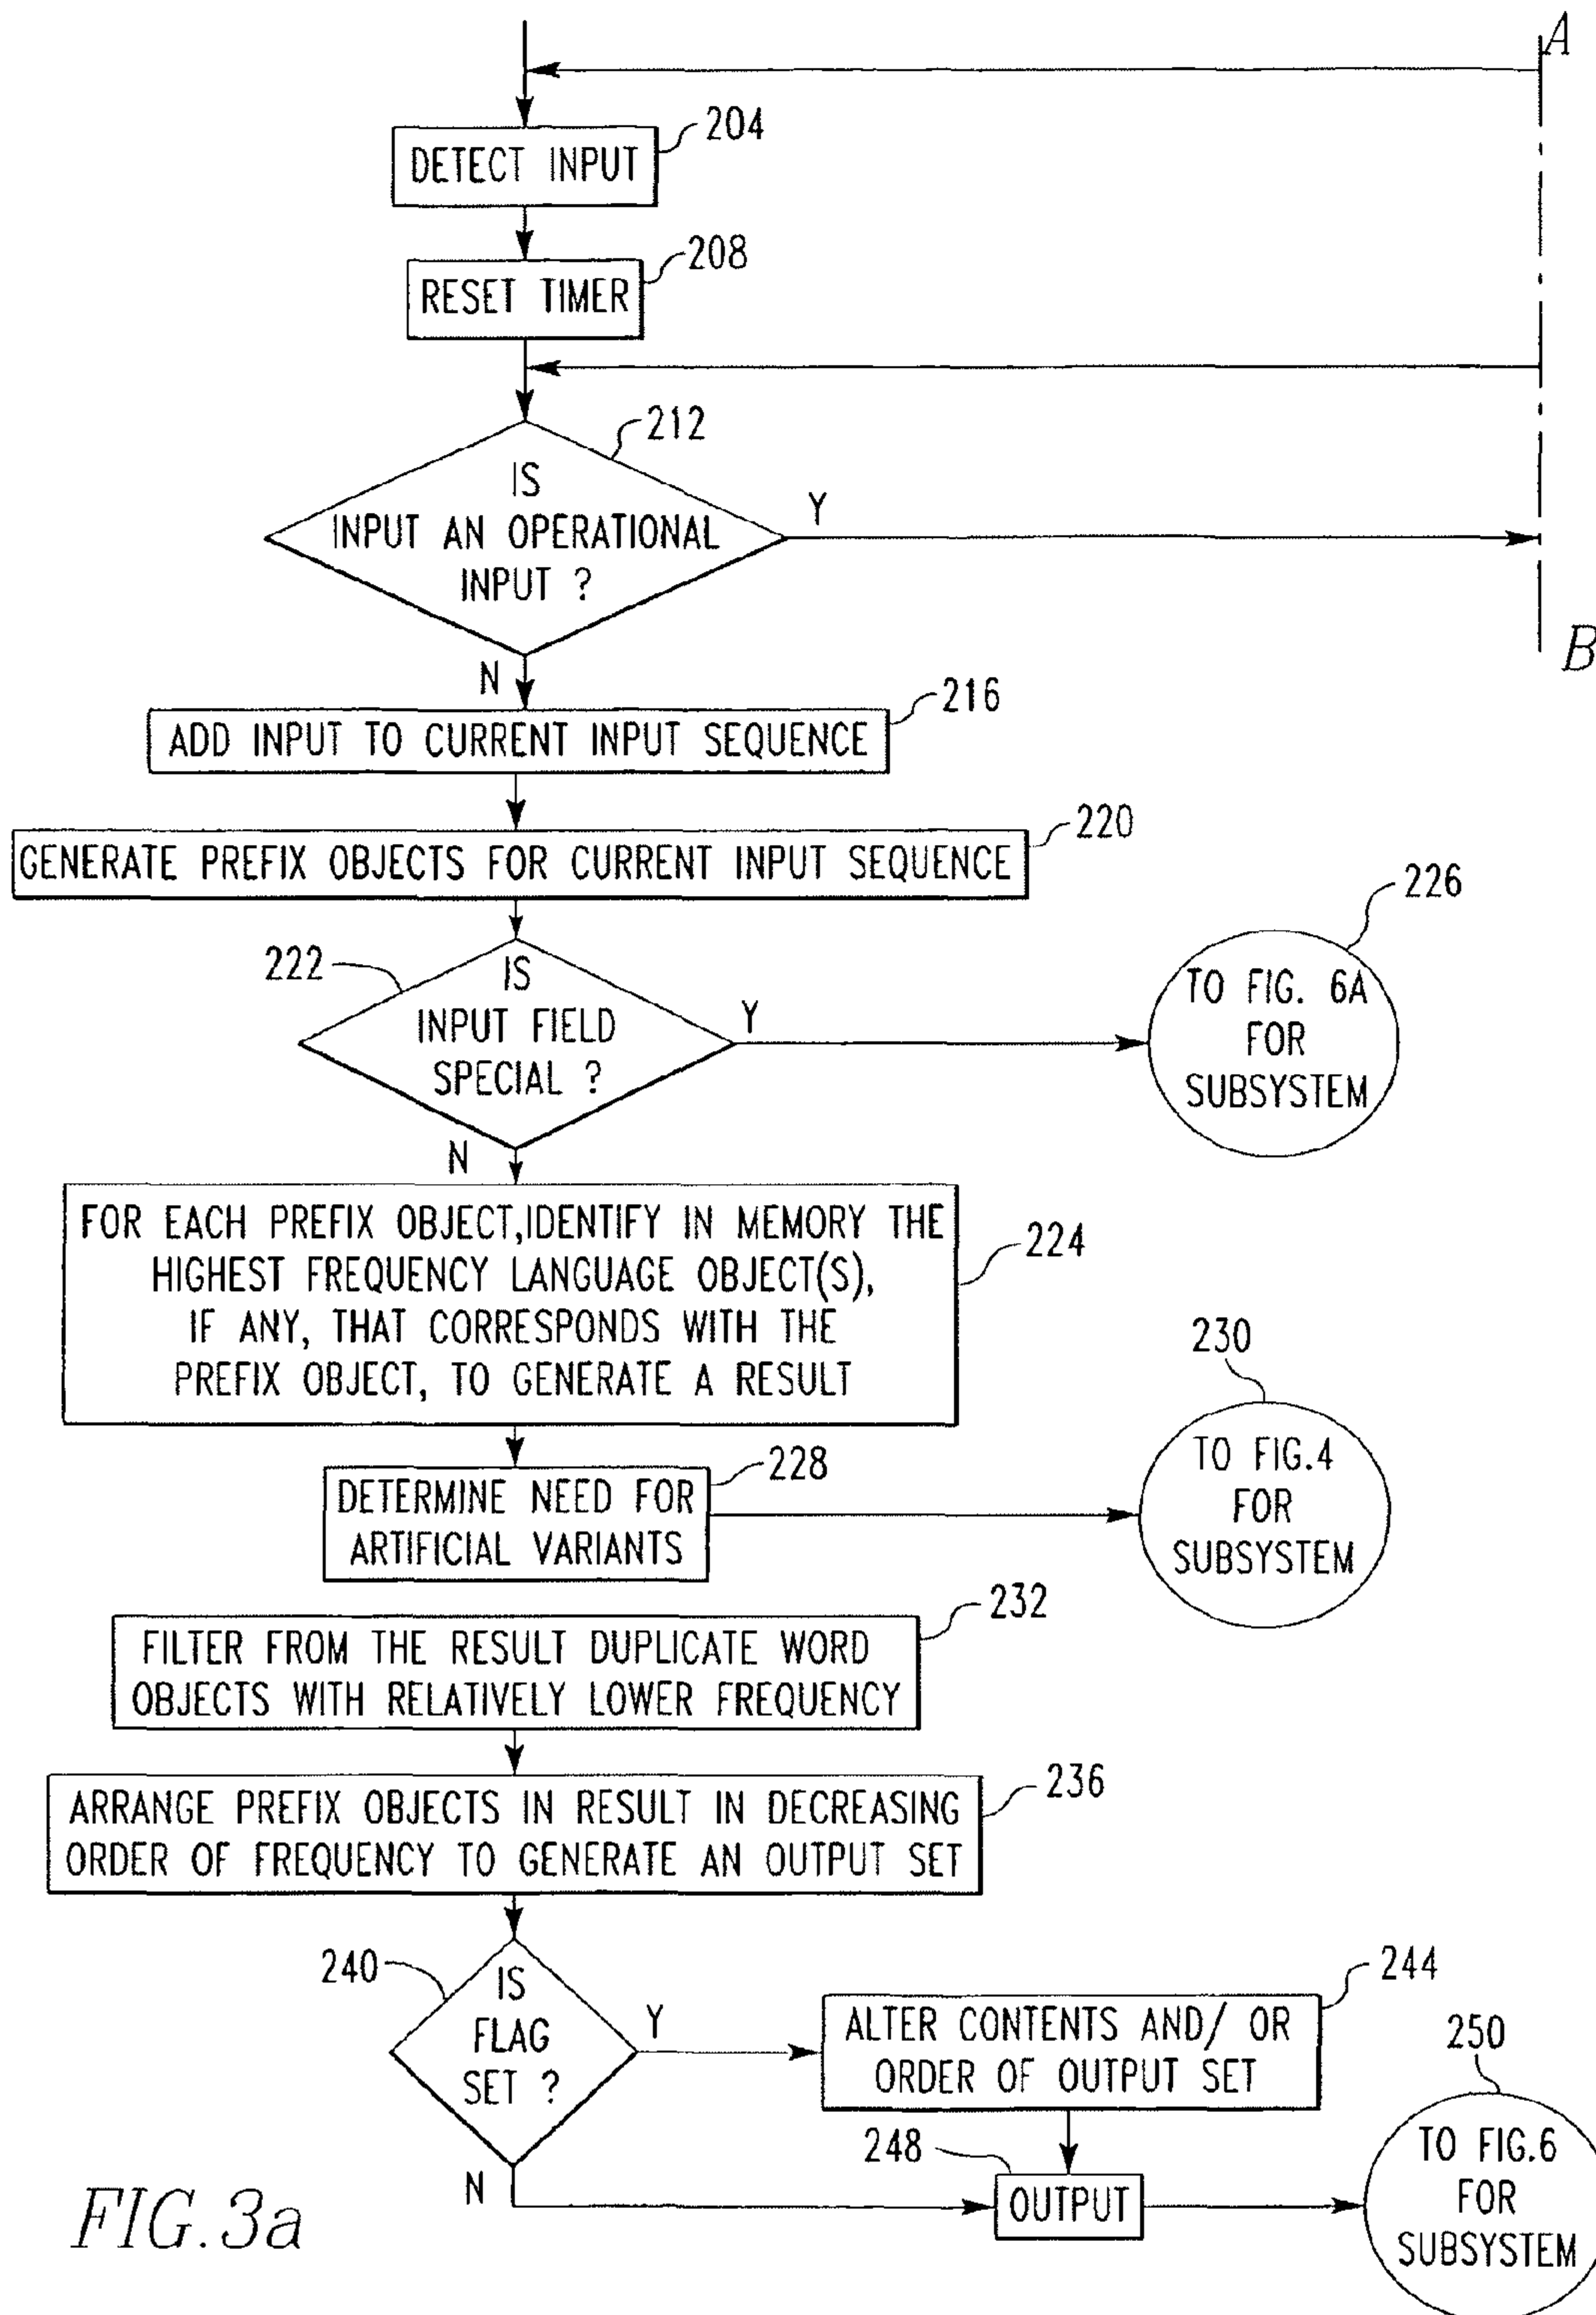 A
204
DETECT INPUT
208
RESET TIMER
212
IS
INPUT AN OPERATIONAL
INPUT ?
Y
B
N
216
ADD INPUT TO CURRENT INPUT SEQUENCE
220
GENERATE PREFIX OBJECTS FOR CURRENT INPUT SEQUENCE
226
222
IS
INPUT FIELD
SPECIAL ?
Y
TO FIG. 6A
FOR
SUBSYSTEM
N
224
FOR EACH PREFIX OBJECT,IDENTIFY IN MEMORY THE
HIGHEST FREQUENCY LANGUAGE OBJECT(S),
IF ANY, THAT CORRESPONDS WITH THE
PREFIX OBJECT, TO GENERATE A RESULT
230
228
DETERMINE NEED FOR
ARTIFICIAL VARIANTS
TO FIG.4
FOR
SUBSYSTEM
232
FILTER FROM THE RESULT DUPLICATE WORD
OBJECTS WITH RELATIVELY LOWER FREQUENCY
236
ARRANGE PREFIX OBJECTS IN RESULT IN DECREASING
ORDER OF FREQUENCY TO GENERATE AN OUTPUT SET
240
IS
FLAG
SET ?
Y
244
ALTER CONTENTS AND/ OR
ORDER OF OUTPUT SET
250
248
N
OUTPUT
TO FIG.6
FOR
SUBSYSTEM
FIG.3a